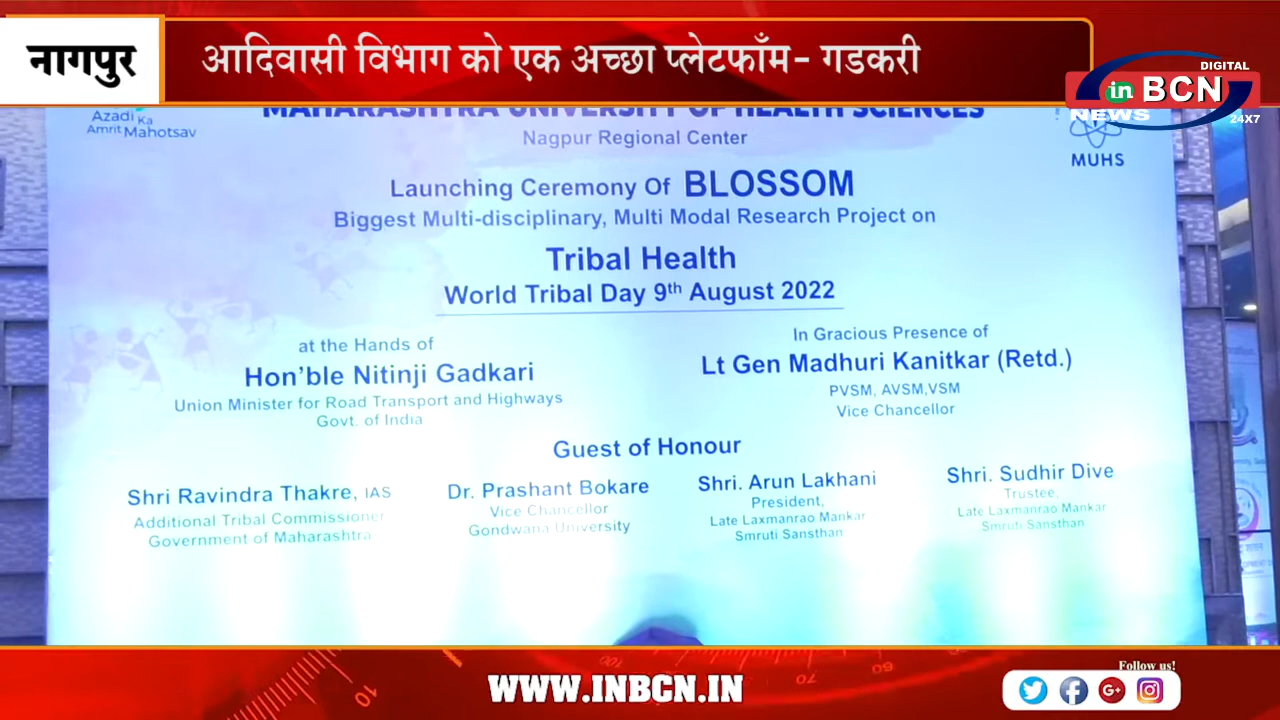 नागपुर
आदिवासी विभाग को एक अच्छा प्लेटफाँम- गडकरी
DIGITAL
in BCN
NEWS
24X7
Azadi Ka
Amrit Mahotsav
MAHARASHTRA UNIVERSITY OF HEALTH SCIENCES
Nagpur Regional Center
MUHS
Launching Ceremony Of BLOSSOM
Biggest Multi-disciplinary, Multi Modal Research Project on
Tribal Health
World Tribal Day 9th August 2022
at the Hands of
Hon'ble Nitinji Gadkari
Union Minister for Road Transport and Highways
Govt. of India
In Gracious Presence of
Lt Gen Madhuri Kanitkar (Retd.)
PVSM, AVSM,VSM
Vice Chancellor
Guest of Honour
Shri Ravindra Thakre, IAS
Additional Tribal Commissioner
Government of Maharashtra
Dr. Prashant Bokare
Vice Chancellor
Gondwana University
Shri. Arun Lakhani
President,
Late Laxmanrao Mankar
Smruti Sansthan
Shri. Sudhir Dive
Trustee,
Late Laxmanrao Mankar
Smruti Sansthan
WWW.INBCN.IN
Follow us!